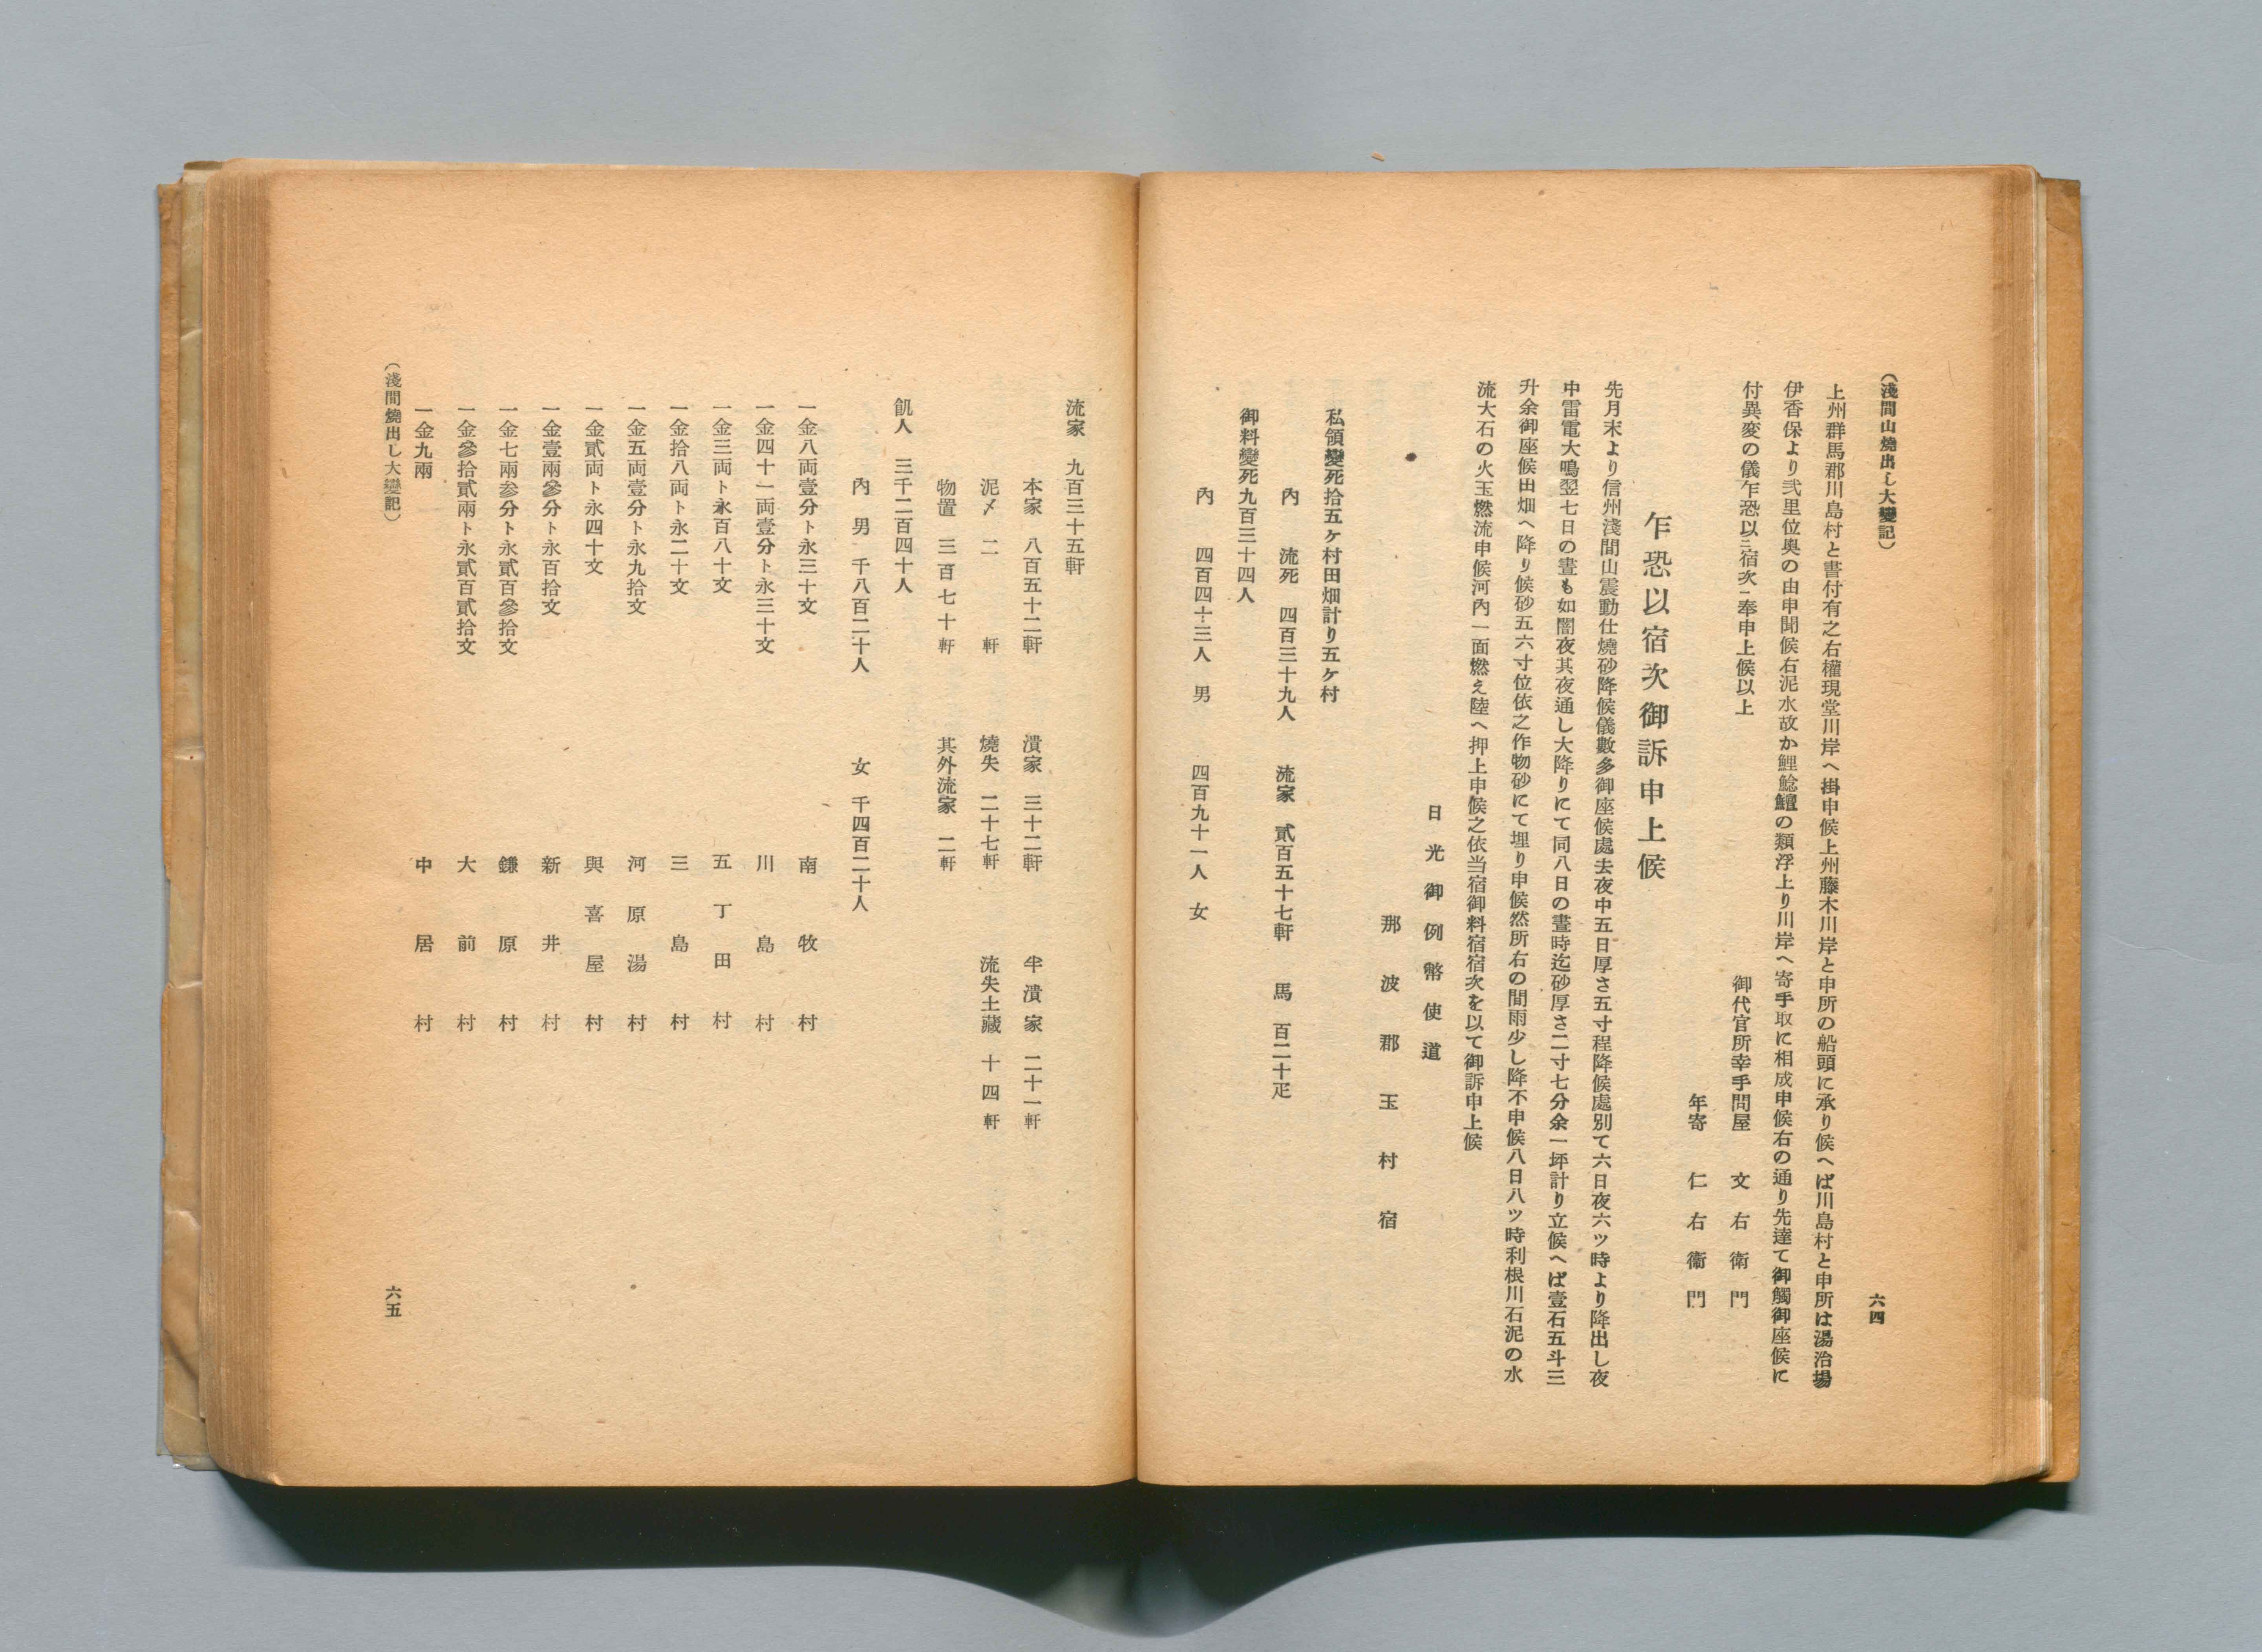 (淺間山燒出し大變記)
六四
上州群馬郡川島村と書付有之右權現堂川岸へ掛申候上州藤木川岸と申所の船頭に承り候へば川島村と申所は湯治場
伊香保より弐里位奥の由申聞候右泥水故か鯉鯰鱣の類浮上り川岸へ寄手取に相成申候右の通り先達て御觸御座候に
付異変の儀乍恐以ニ宿次ニ奉申上候以上
御代官所幸手問屋 文右衛門
年寄 仁右衞門
乍恐以宿次御訴申上候
先月末より信州淺間山震動仕燒砂降候儀數多御座候處去夜中五日厚さ五寸程降候處別て六日夜六ッ時より降出し夜
中雷電大鳴翌七日の晝も如闇夜其夜通し大降りにて同八日の晝時迄砂厚さ二寸七分余一坪計り立候へば壹石五斗三
升余御座候田畑へ降り候砂五六寸位依之作物砂にて埋り申候然所右の間雨少し降不申候八日八ッ時利根川石泥の水
流大石の火玉燃流申候河內一面燃え陸へ押上申候之依当宿御料宿宿次を以て御訴申上候
日光御例幣使道
那波郡玉村宿
私領變死拾五ヶ村田畑計り五ヶ村
內 流死 四百三十九人 流家 貳百五十七軒 馬 百二十疋
御料變死九百三十四人
內 四百四十三人 男 四百九十一人 女
流家 九百三十五軒
本家 八百五十二軒 潰家 三十二軒 半潰家 二十一軒
泥〆 二 軒 燒失 二十七軒 流失土藏 十四軒
物置 三百七十軒 其外流家 二軒
飢人 三千二百四十人
內 男 千八百二十人 女 千四百二十人
一金八両壹分ト永三十文 南牧村
一金四十一両壹分ト永三十文 川島村
一金三両ト永百八十文 五丁田村
一金拾八両ト永二十文 三島村
一金五両壹分ト永九拾文 河原湯村
一金貳両ト永四十文 與喜屋村
一金壹兩參分ト永百拾文 新井村
一金七兩参分ト永貳百參拾文 鎌原村
一金參拾貳兩ト永貳百貳拾文 大前村
一金九兩 中居村
(淺間燒出し大變記)
六五